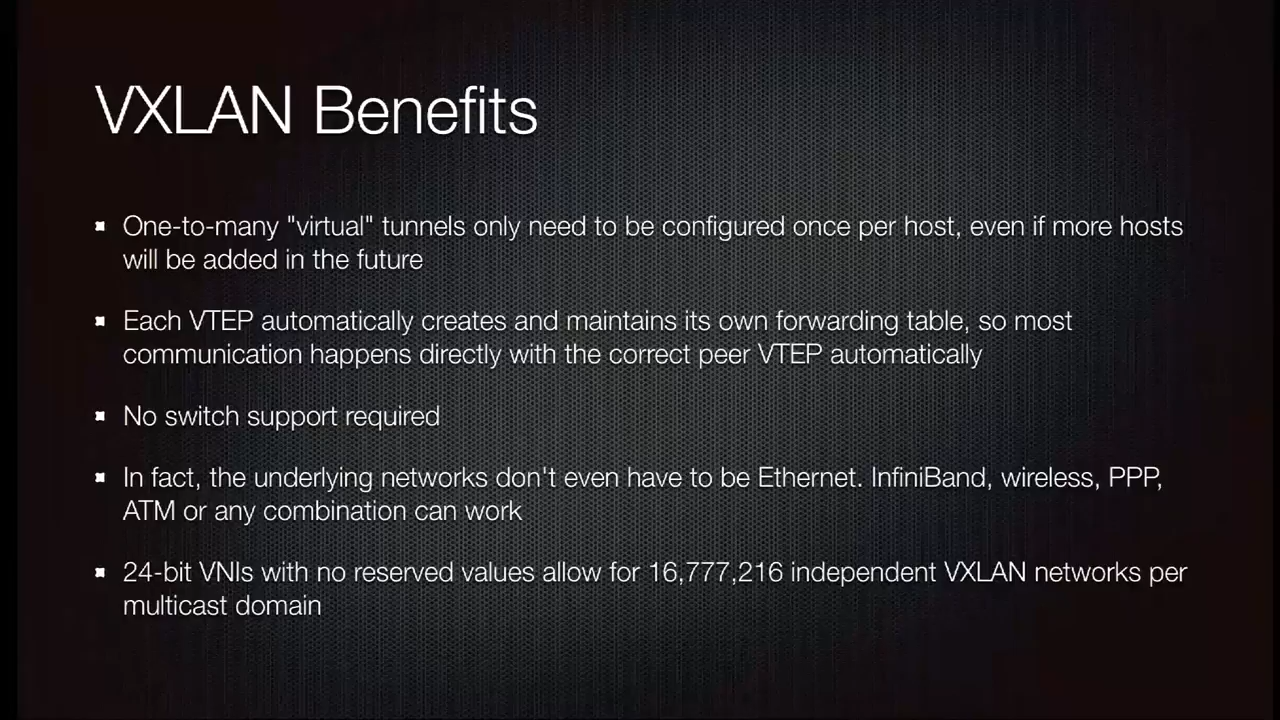 VXLAN Benefits
One-to-many "virtual" tunnels only need to be configured once per host, even if more hosts
will be added in the future
Each VTEP automatically creates and maintains its own forwarding table, so most
communication happens directly with the correct peer VTEP automatically
No switch support required
In fact, the underlying networks don't even have to be Ethernet. InfiniBand, wireless, PPP,
ATM or any combination can work
24-bit VNIs with no reserved values allow for 16,777,216 independent VXLAN networks per
multicast domain